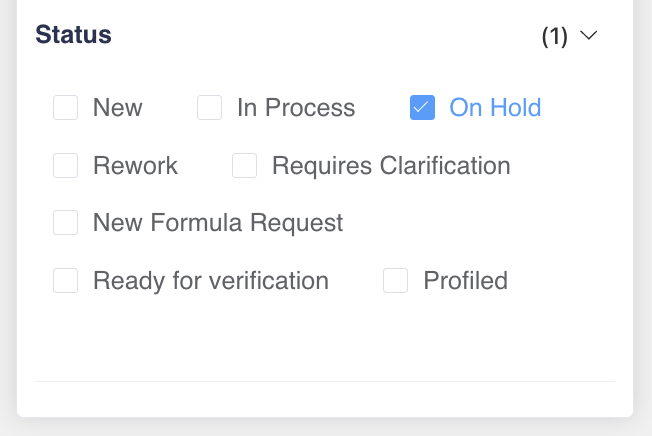 Status (1)
New In Process On Hold
Rework Requires Clarification
New Formula Request
Ready for verification Profiled